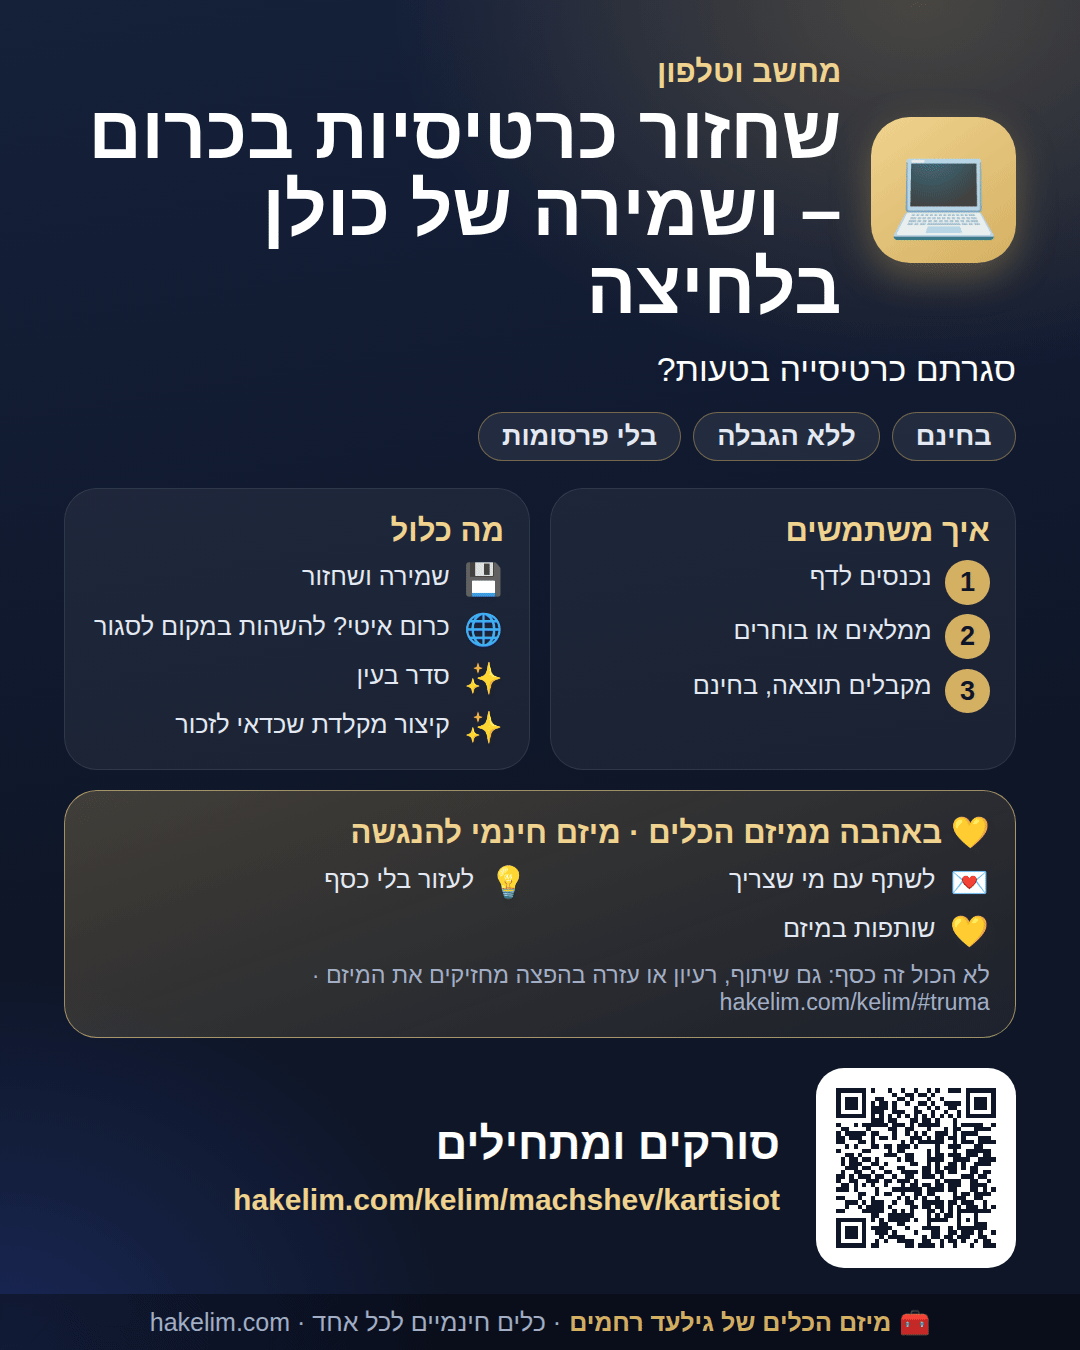 מחשב וטלפון
שחזור כרטיסיות בכרום
– ושמירה של כולן
בלחיצה
סגרתם כרטיסייה בטעות?
בחינם
ללא הגבלה
בלי פרסומות
איך משתמשים
1 נכנסים לדף
2 ממלאים או בוחרים
3 מקבלים תוצאה, בחינם
מה כלול
שמירה ושחזור
כרום איטי? להשהות במקום לסגור
סדר בעין
קיצור מקלדת שכדאי לזכור
באהבה ממיזם הכלים · מיזם חינמי להנגשה
לשתף עם מי שצריך
לעזור בלי כסף
שותפות במיזם
לא הכול זה כסף: גם שיתוף, רעיון או עזרה בהפצה מחזיקים את המיזם ·
hakelim.com/kelim/#truma
סורקים ומתחילים
hakelim.com/kelim/machshev/kartisiot
מיזם הכלים של גילעד רחמים · כלים חינמיים לכל אחד · hakelim.com